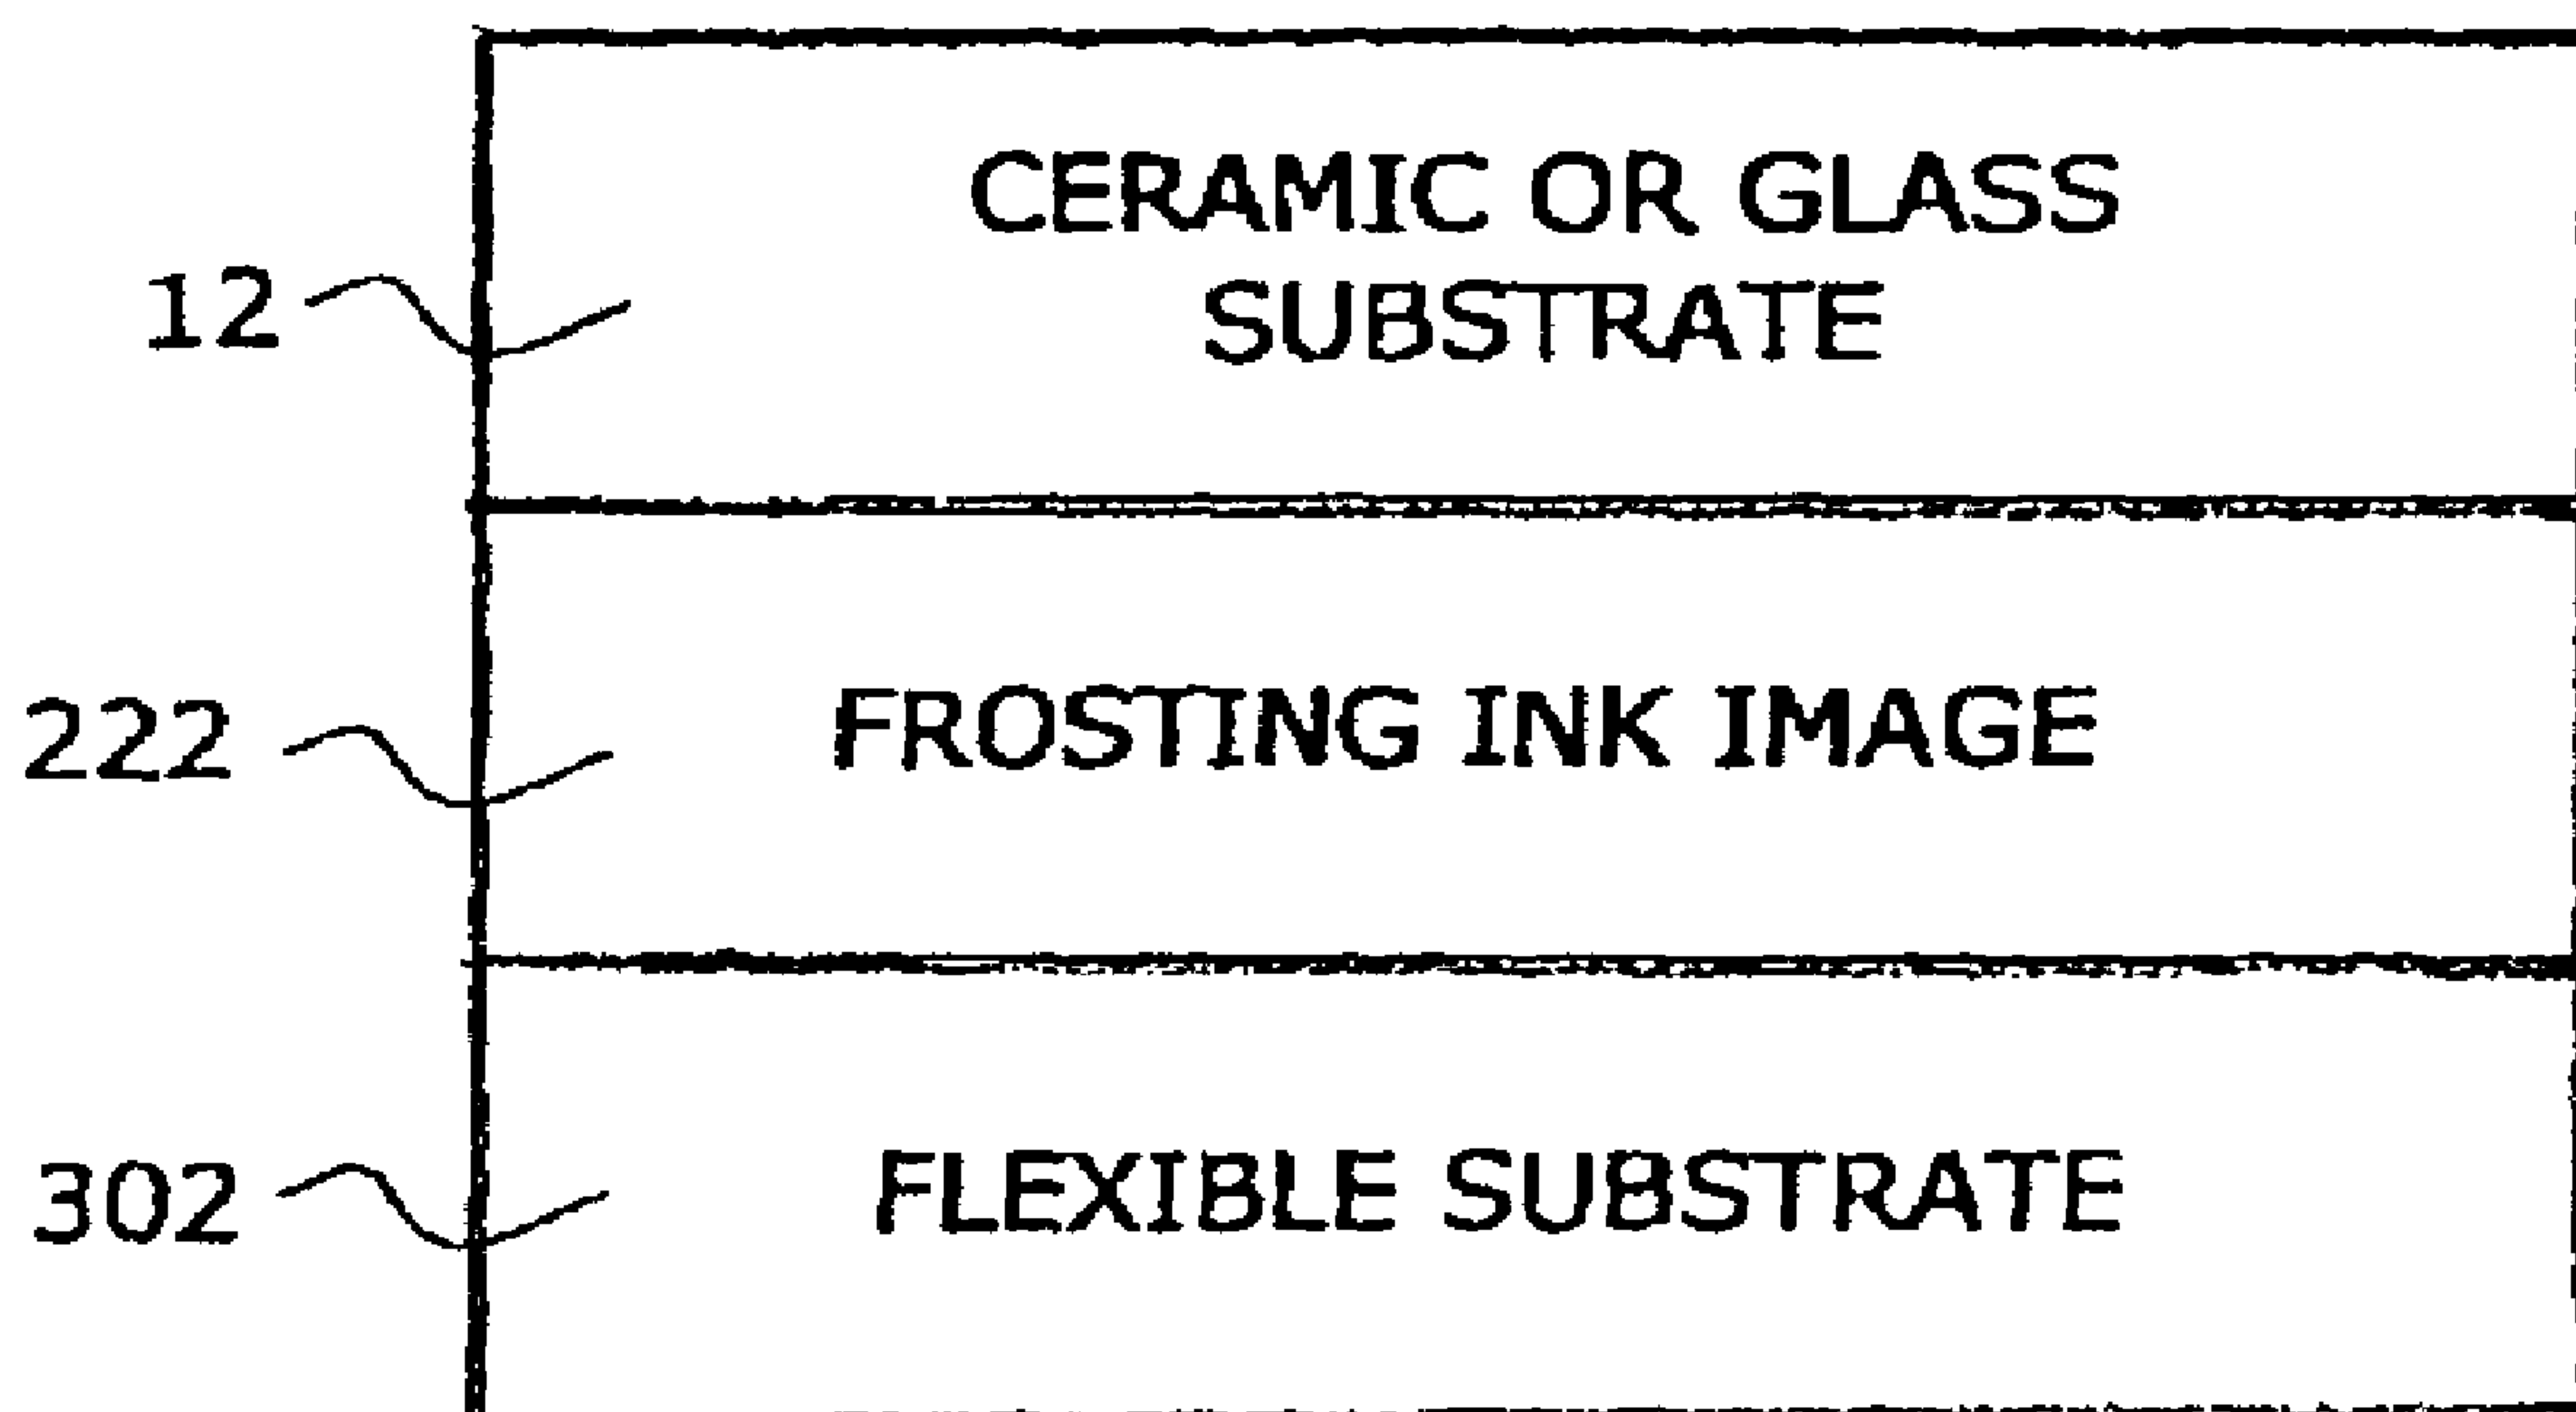 CERAMIC OR GLASS
12 SUBSTRATE
222 FROSTING INK IMAGE
302 FLEXIBLE SUBSTRATE